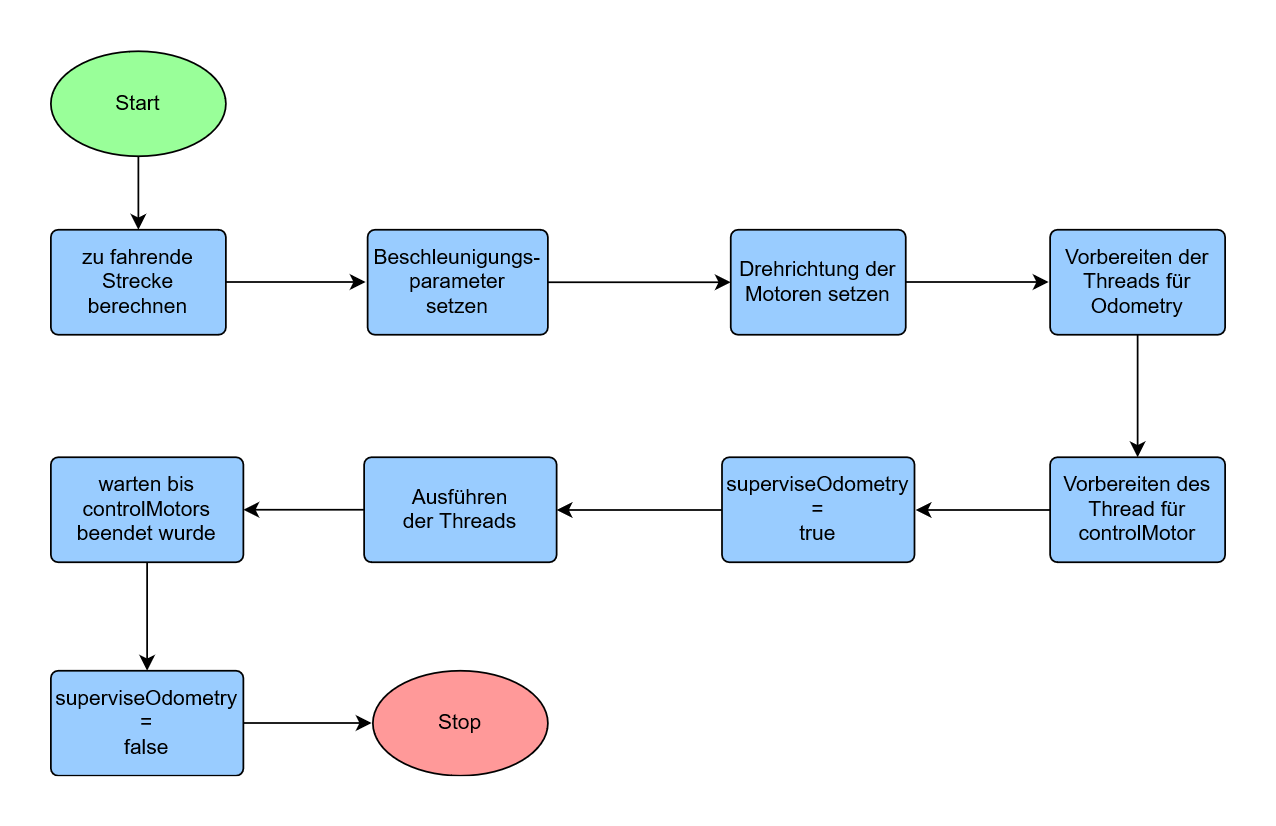 Start
zu fahrende
Strecke
berechnen
Beschleunigungs-
parameter
setzen
Drehrichtung der
Motoren setzen
Vorbereiten der
Threads für
Odometry
Vorbereiten des
Thread für
controlMotor
superviseOdometry
=
true
Ausführen
der Threads
warten bis
controlMotors
beendet wurde
superviseOdometry
=
false
Stop